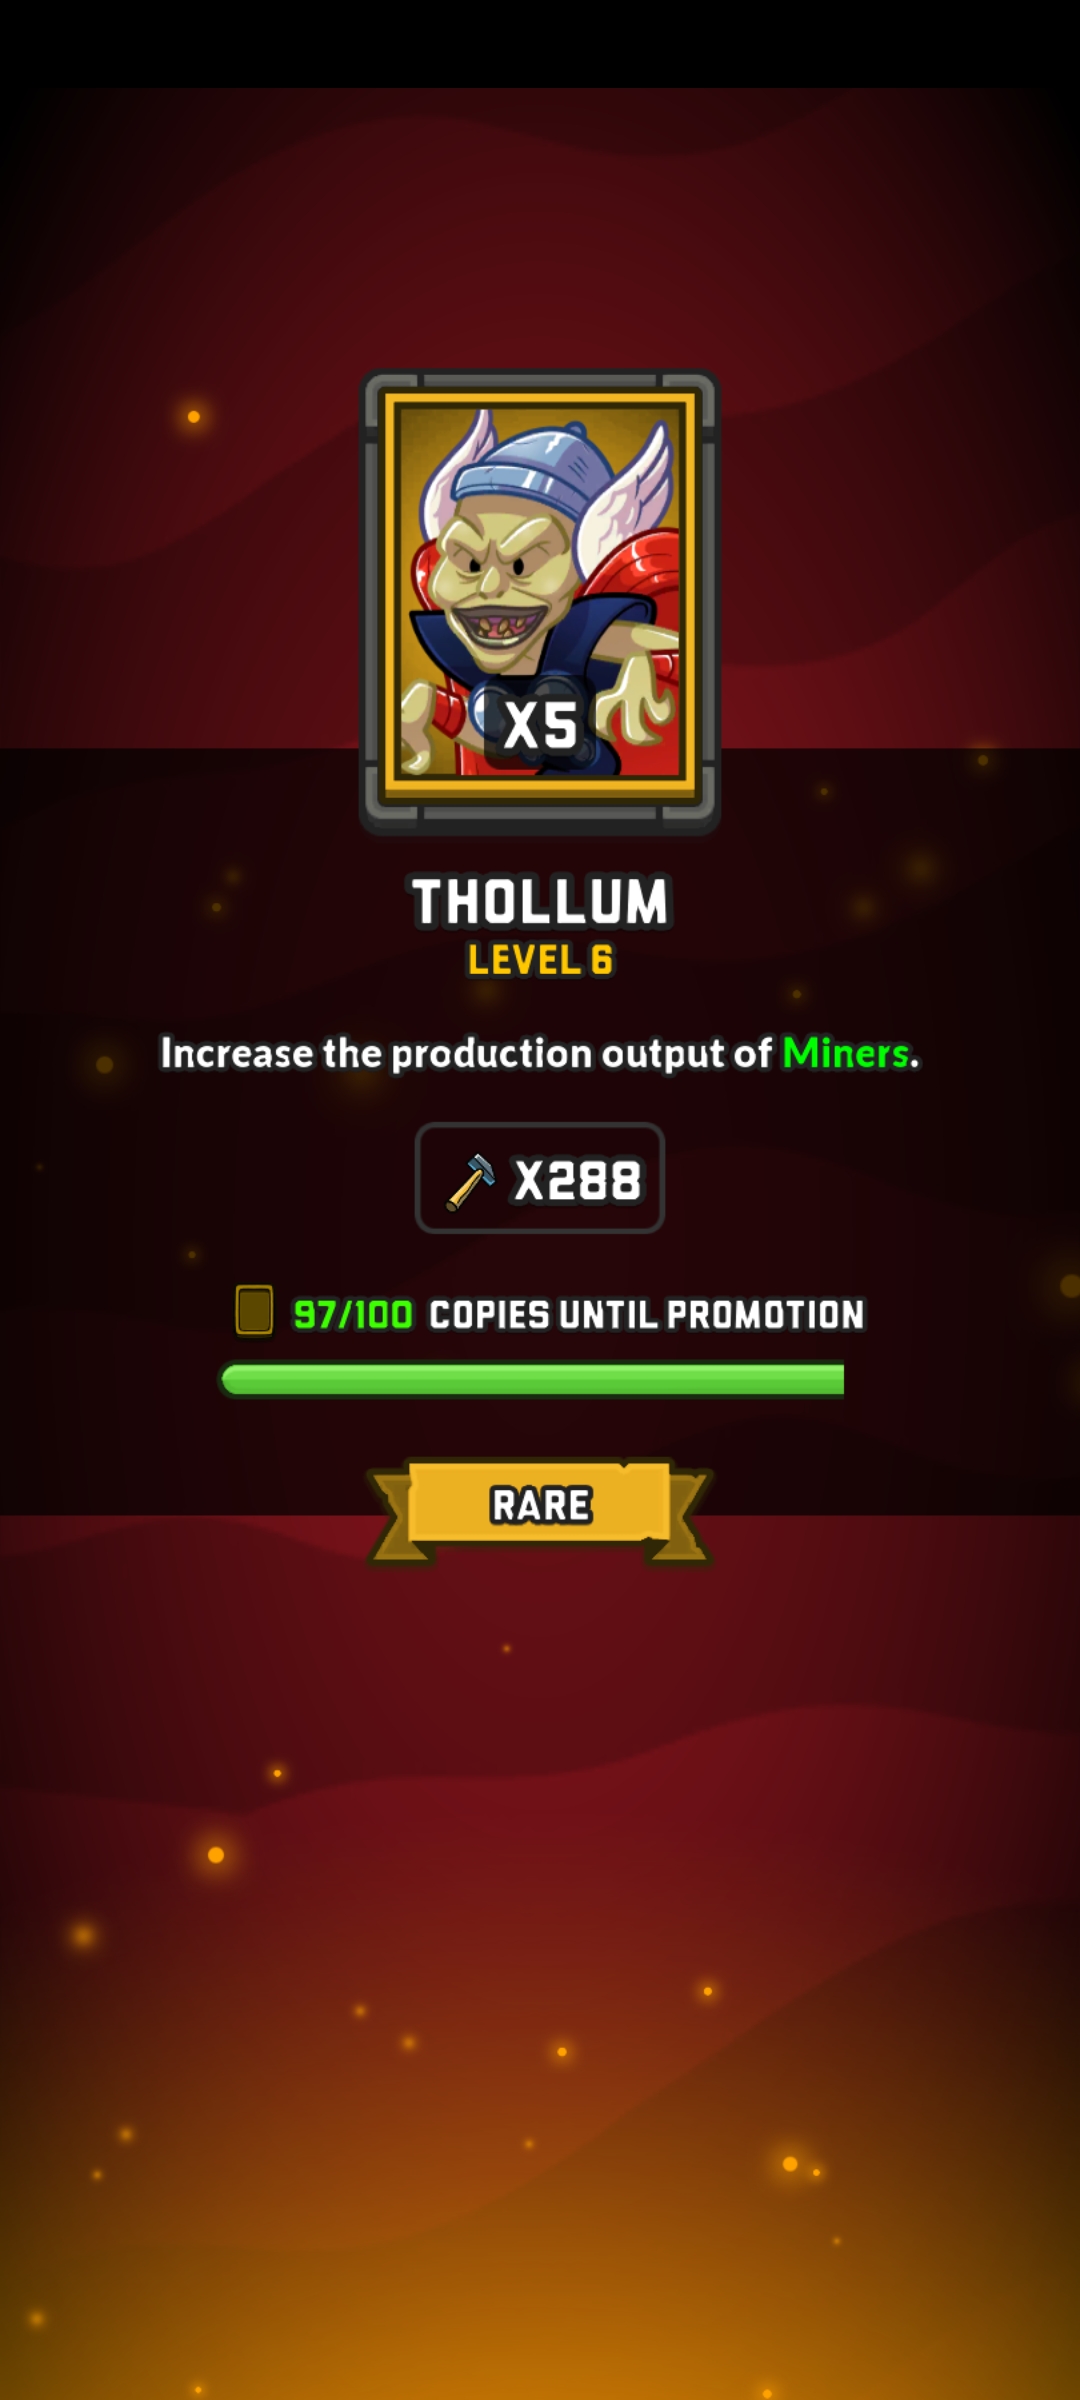 X5
THOLLUM
LEVEL 6
Increase the production output of Miners.
X288
97/100 COPIES UNTIL PROMOTION
RARE